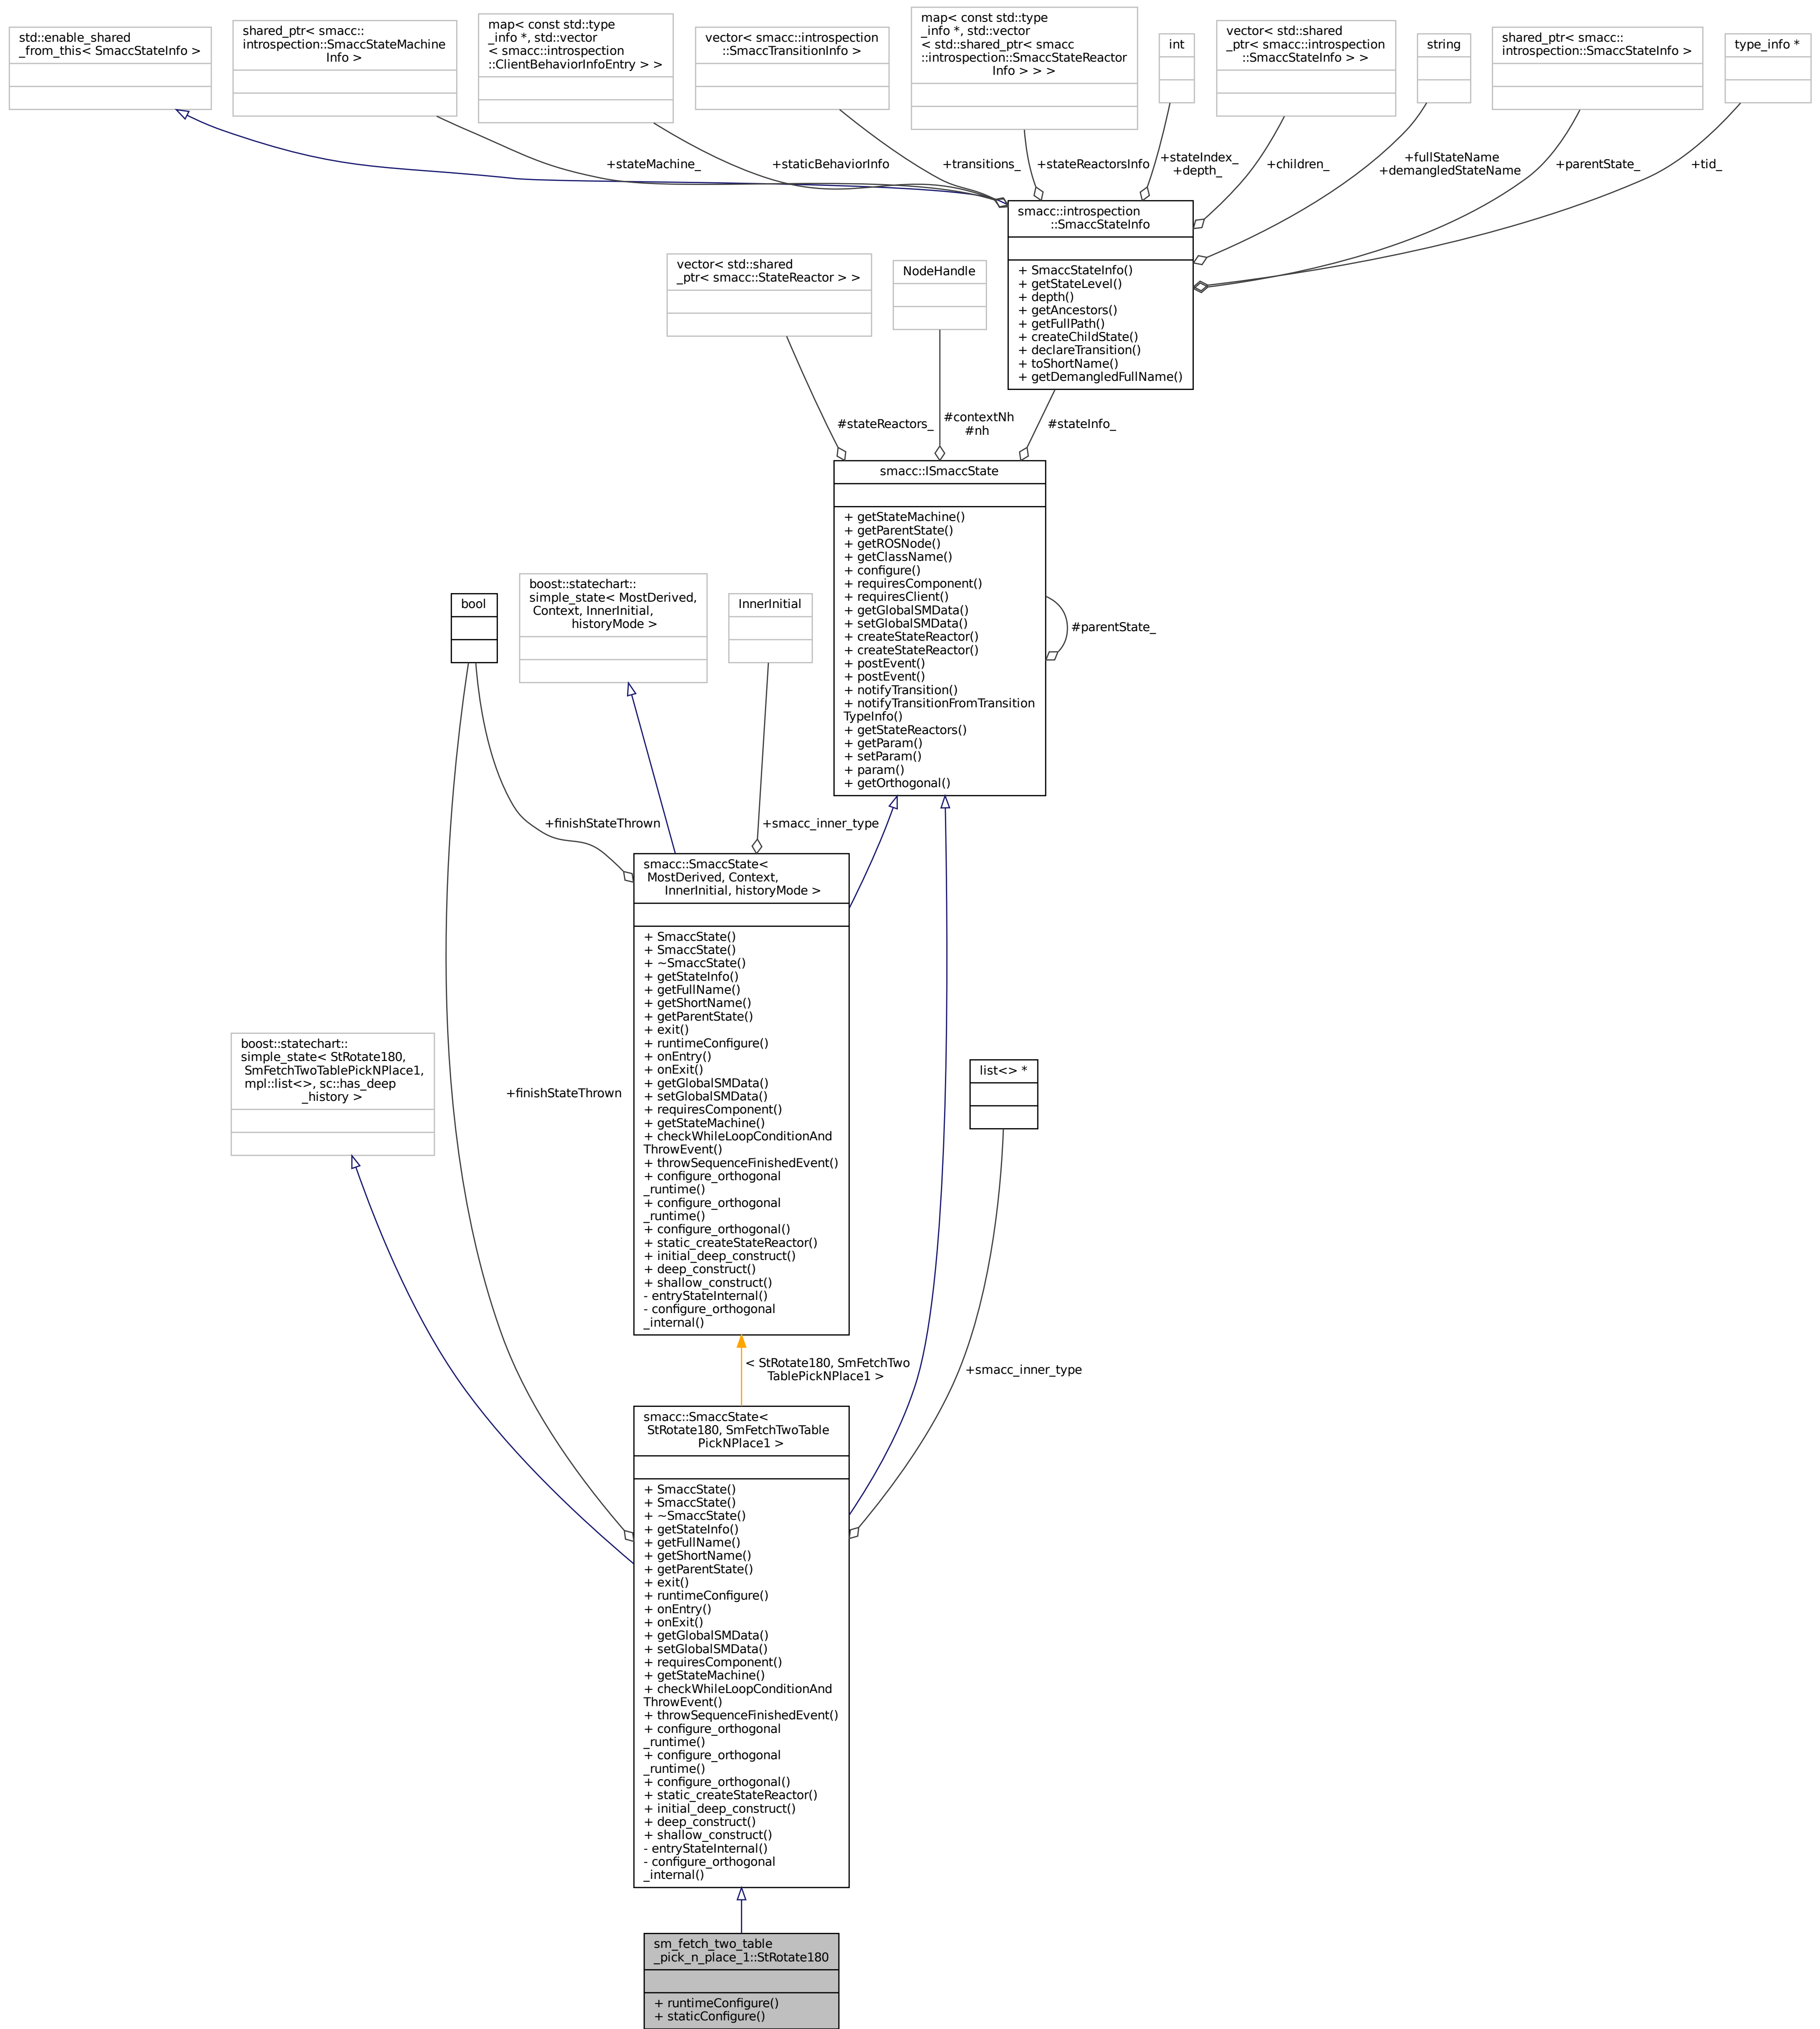 std::enable_shared
_from_this< SmaccStateInfo >
shared_ptr< smacc::
introspection::SmaccStateMachine
Info >
map< const std::type
_info *, std::vector
< smacc::introspection
::ClientBehaviorInfoEntry > >
vector< smacc::introspection
::SmaccTransitionInfo >
map< const std::type
_info *, std::vector
< std::shared_ptr< smacc
::introspection::SmaccStateReactor
Info > > >
int
vector< std::shared
_ptr< smacc::introspection
::SmaccStateInfo > >
string
shared_ptr< smacc::
introspection::SmaccStateInfo >
type_info *
+stateMachine_
+staticBehaviorInfo
+transitions_
+stateReactorsInfo
+stateIndex_
+depth_
+children_
+fullStateName
+demangledStateName
+parentState_
+tid_
smacc::introspection
::SmaccStateInfo
+ SmaccStateInfo()
+ getStateLevel()
+ depth()
+ getAncestors()
+ getFullPath()
+ createChildState()
+ declareTransition()
+ toShortName()
+ getDemangledFullName()
vector< std::shared
_ptr< smacc::StateReactor > >
NodeHandle
#stateReactors_
#contextNh
#nh
#stateInfo_
smacc::ISmaccState
+ getStateMachine()
+ getParentState()
+ getROSNode()
+ getClassName()
+ configure()
+ requiresComponent()
+ requiresClient()
+ getGlobalSMData()
+ setGlobalSMData()
+ createStateReactor()
+ createStateReactor()
+ postEvent()
+ postEvent()
+ notifyTransition()
+ notifyTransitionFromTransition
TypeInfo()
+ getStateReactors()
+ getParam()
+ setParam()
+ param()
+ getOrthogonal()
#parentState_
bool
boost::statechart::
simple_state< MostDerived,
Context, InnerInitial,
historyMode >
InnerInitial
+finishStateThrown
+smacc_inner_type
smacc::SmaccState<
MostDerived, Context,
InnerInitial, historyMode >
+ SmaccState()
+ SmaccState()
+ ~SmaccState()
+ getStateInfo()
+ getFullName()
+ getShortName()
+ getParentState()
+ exit()
+ runtimeConfigure()
+ onEntry()
+ onExit()
+ getGlobalSMData()
+ setGlobalSMData()
+ requiresComponent()
+ getStateMachine()
+ checkWhileLoopConditionAnd
ThrowEvent()
+ throwSequenceFinishedEvent()
+ configure_orthogonal
_runtime()
+ configure_orthogonal
_runtime()
+ configure_orthogonal()
+ static_createStateReactor()
+ initial_deep_construct()
+ deep_construct()
+ shallow_construct()
- entryStateInternal()
- configure_orthogonal
_internal()
boost::statechart::
simple_state< StRotate180,
SmFetchTwoTablePickNPlace1,
mpl::list<>, sc::has_deep
_history >
+finishStateThrown
list<> *
< StRotate180, SmFetchTwo
TablePickNPlace1 >
+smacc_inner_type
smacc::SmaccState<
StRotate180, SmFetchTwoTable
PickNPlace1 >
+ SmaccState()
+ SmaccState()
+ ~SmaccState()
+ getStateInfo()
+ getFullName()
+ getShortName()
+ getParentState()
+ exit()
+ runtimeConfigure()
+ onEntry()
+ onExit()
+ getGlobalSMData()
+ setGlobalSMData()
+ requiresComponent()
+ getStateMachine()
+ checkWhileLoopConditionAnd
ThrowEvent()
+ throwSequenceFinishedEvent()
+ configure_orthogonal
_runtime()
+ configure_orthogonal
_runtime()
+ configure_orthogonal()
+ static_createStateReactor()
+ initial_deep_construct()
+ deep_construct()
+ shallow_construct()
- entryStateInternal()
- configure_orthogonal
_internal()
sm_fetch_two_table
_pick_n_place_1::StRotate180
+ runtimeConfigure()
+ staticConfigure()